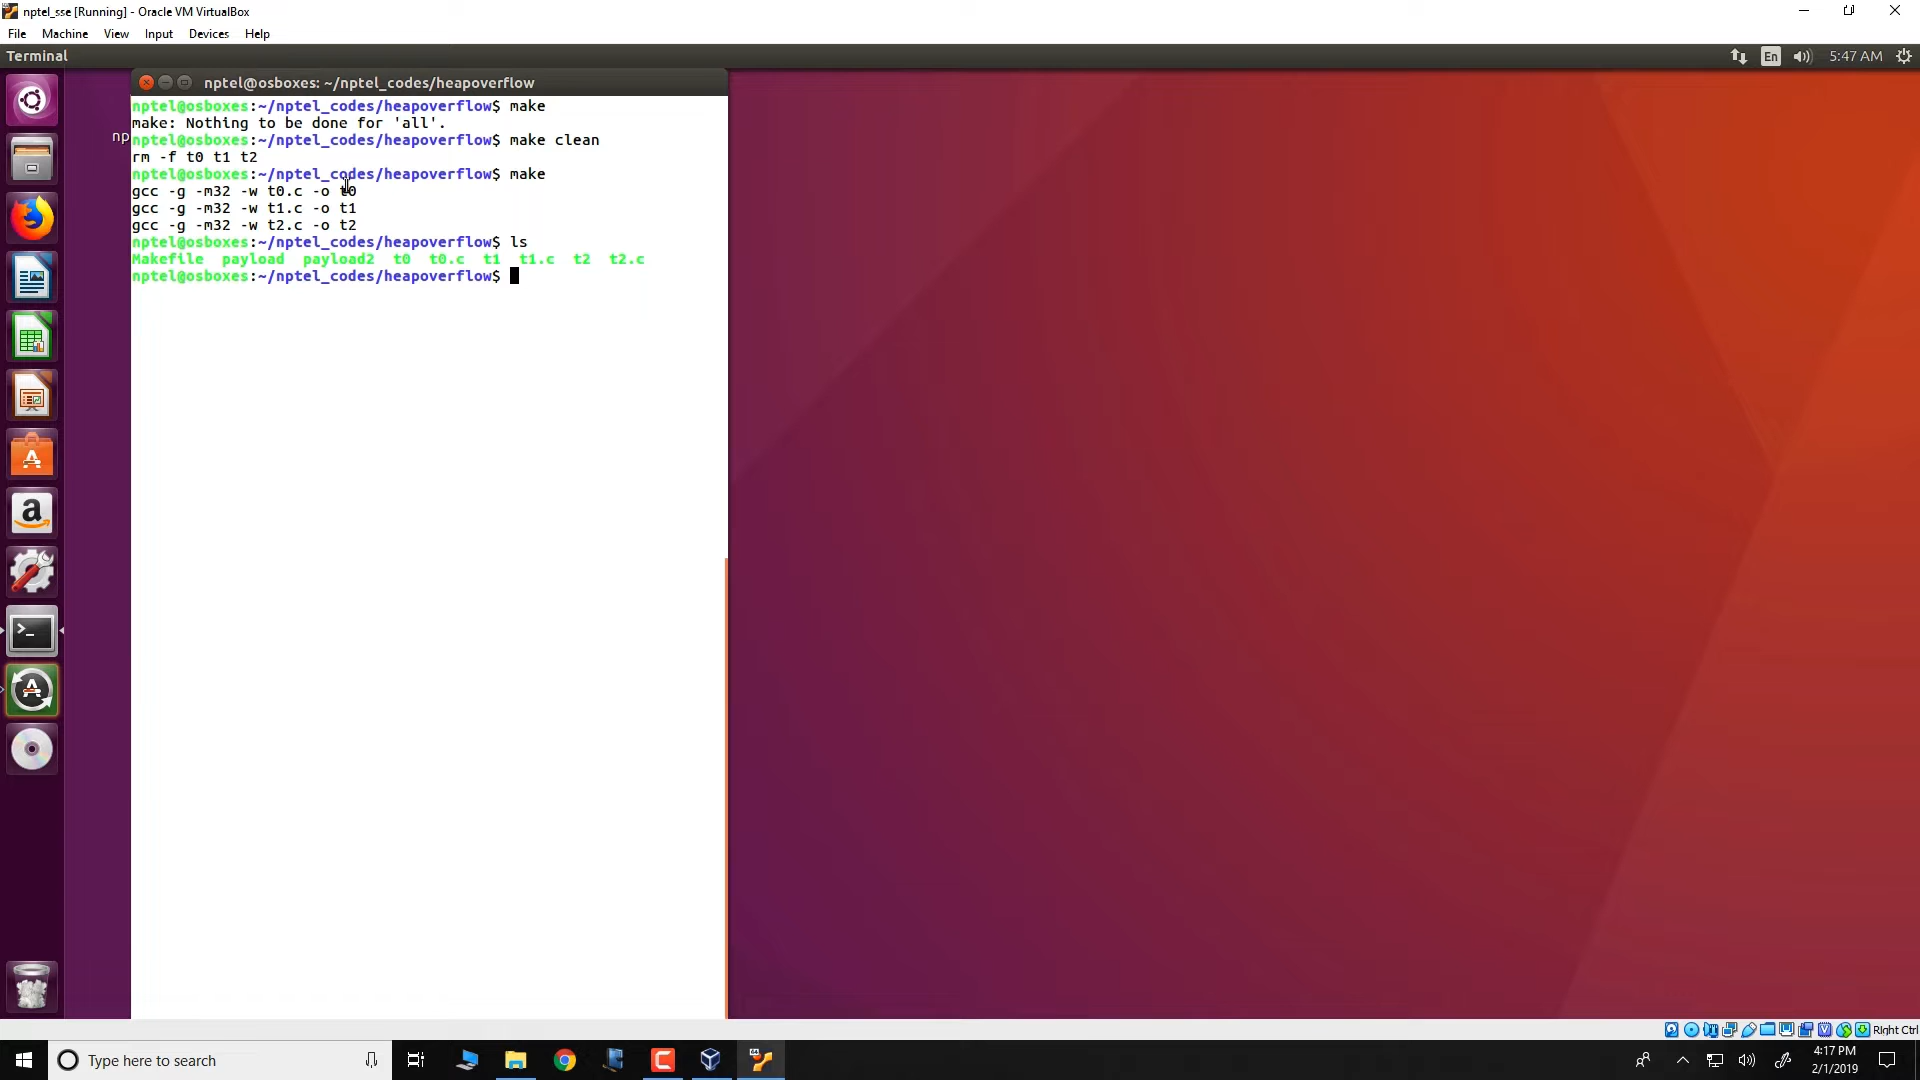 nptel_sse [Running] - Oracle VM VirtualBox
File Machine View Input Devices Help
Terminal
En
5:47 AM
nptel@osboxes: ~/nptel_codes/heapoverflow
nptel@osboxes:~/nptel_codes/heapoverflow$ make
make: Nothing to be done for 'all'.
np
nptel@osboxes:~/nptel_codes/heapoverflow$ make clean
rm -f t0 t1 t2
nptel@osboxes:~/nptel_codes/heapoverflow$ make
gcc -g -m32 -w t0.c -o t0
gcc -g -m32 -w t1.c -o t1
gcc -g -m32 -w t2.c -o t2
nptel@osboxes:~/nptel_codes/heapoverflow$ ls
Makefile payload payload2 t0 t0.c t1 t1.c t2 t2.c
nptel@osboxes:~/nptel_codes/heapoverflow$
Right Ctrl
Type here to search
4:17 PM
2/1/2019